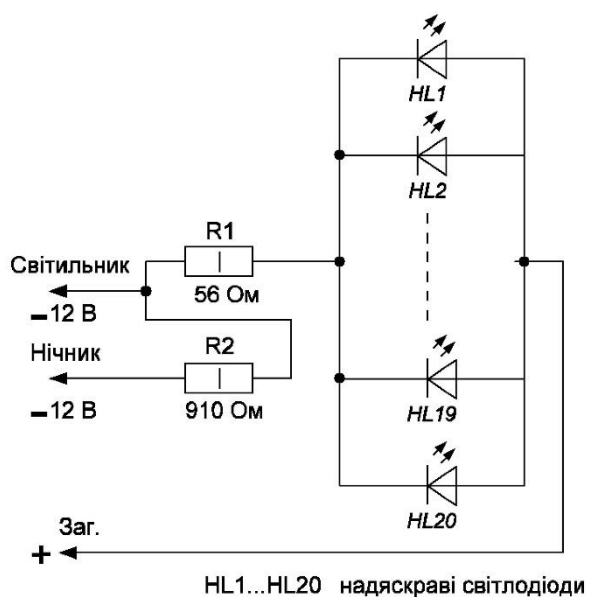 HL1
HL2
R1
Світильник
56 Ом
–12 В
R2
Нічник
–12 В
910 Ом
HL19
HL20
Заг.
+
HL1...HL20 надяскраві світлодіоди